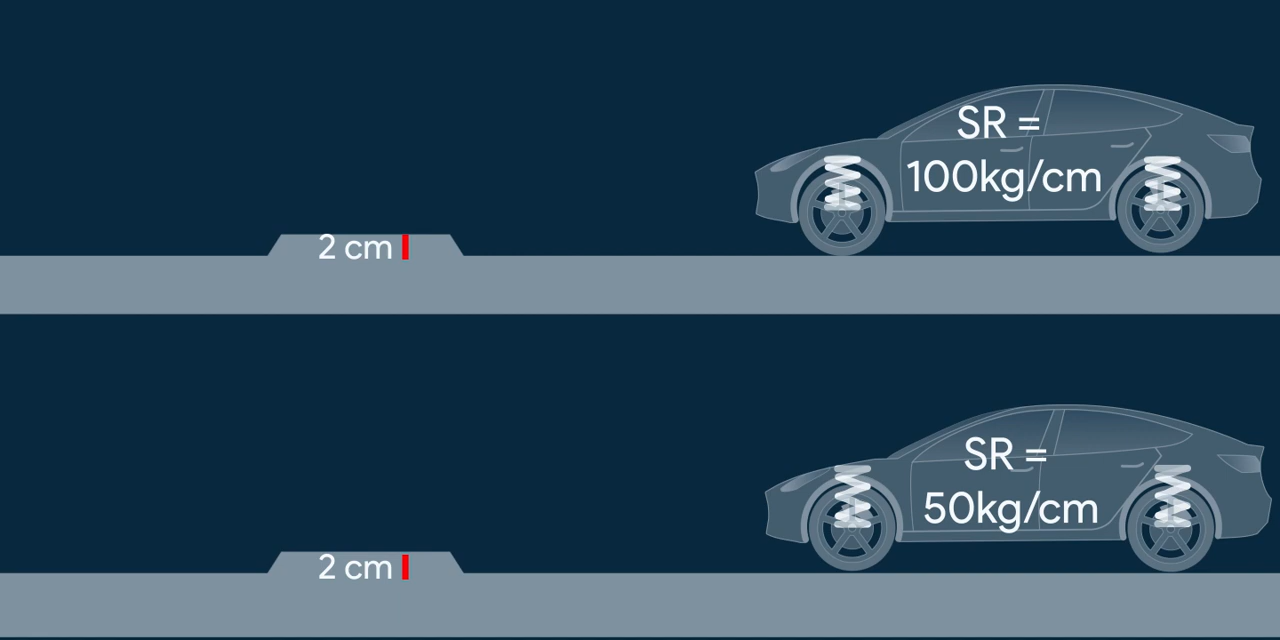 SR =
100kg/cm
2 cm
SR =
50kg/cm
2 cm